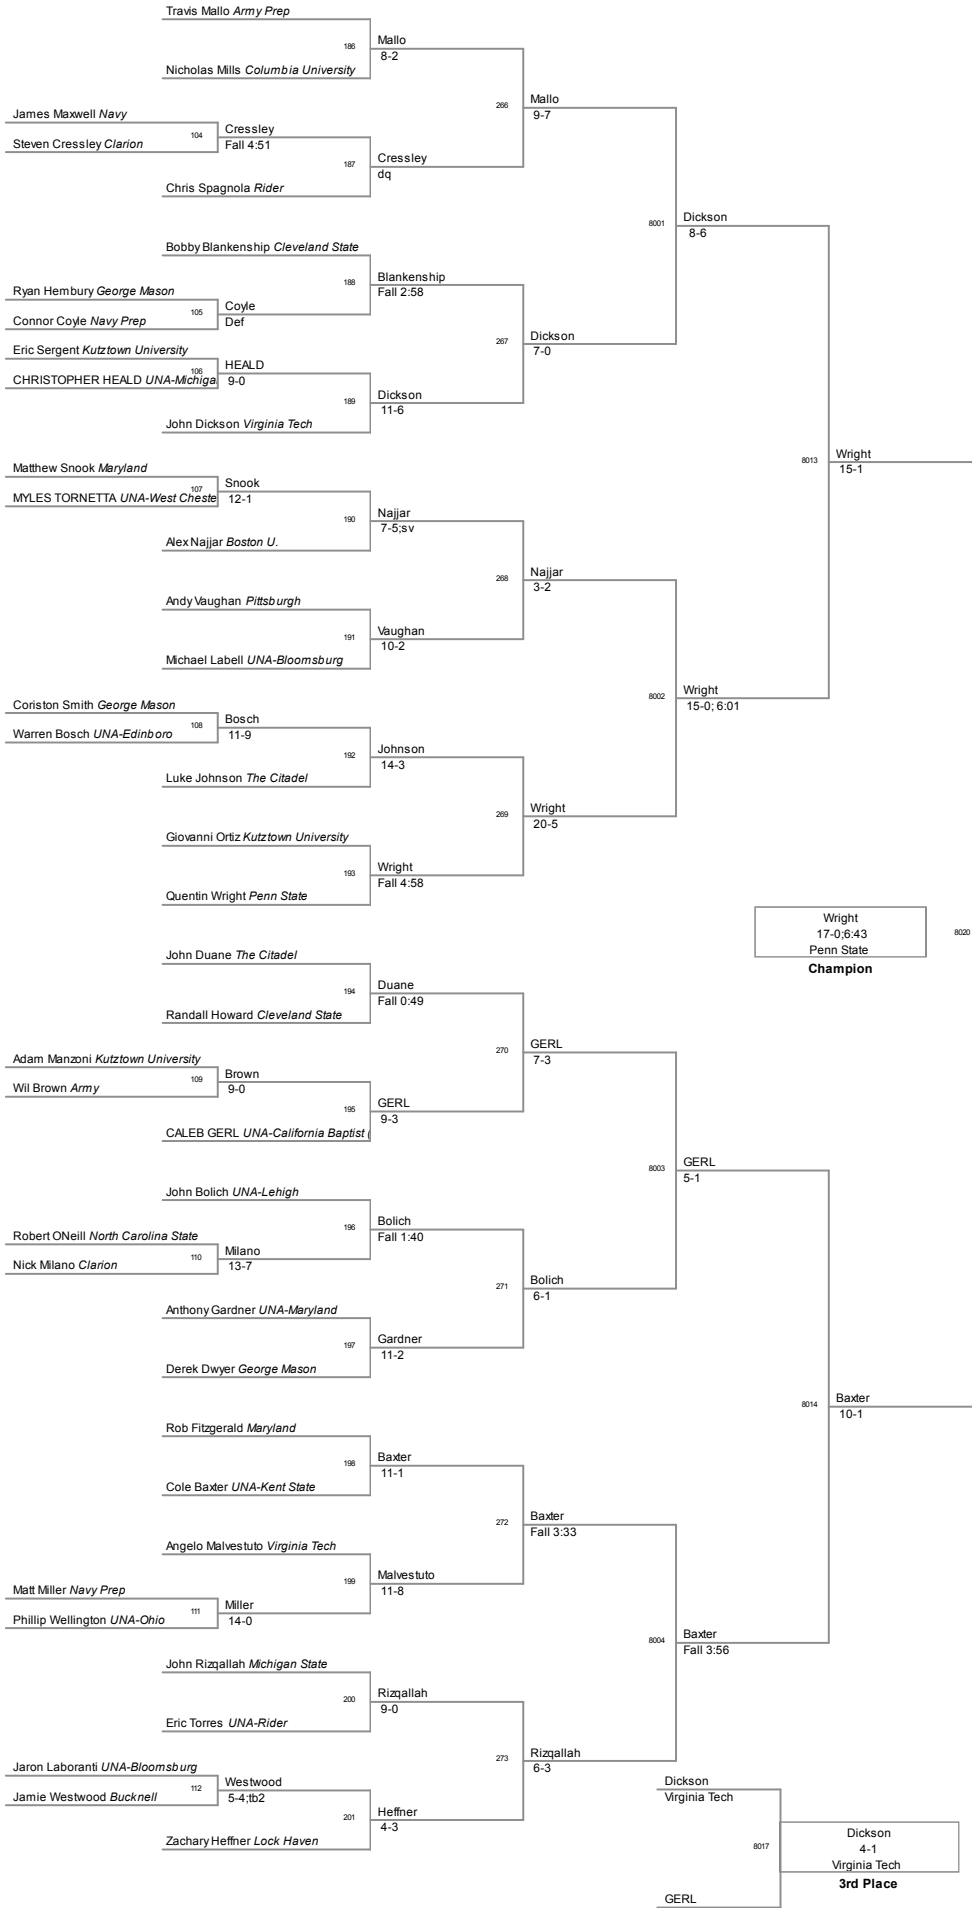 Travis Mallo Army Prep
186
Mallo
8-2
Nicholas Mills Columbia University
266
Mallo
9-7
James Maxwell Navy
104
Cressley
Fall 4:51
Steven Cressley Clarion
187
Cressley
dq
Chris Spagnola Rider
8001
Dickson
8-6
Bobby Blankenship Cleveland State
188
Blankenship
Fall 2:58
Ryan Hembury George Mason
105
Coyle
Def
Connor Coyle Navy Prep
267
Dickson
7-0
Eric Sergent Kutztown University
106
HEALD
9-0
CHRISTOPHER HEALD UNA-Michiga
189
Dickson
11-6
John Dickson Virginia Tech
8013
Wright
15-1
Matthew Snook Maryland
107
Snook
12-1
MYLES TORNETTA UNA-West Cheste
190
Najjar
7-5;sv
Alex Najjar Boston U.
268
Najjar
3-2
Andy Vaughan Pittsburgh
191
Vaughan
10-2
Michael Labell UNA-Bloomsburg
8002
Wright
15-0; 6:01
Coriston Smith George Mason
108
Bosch
11-9
Warren Bosch UNA-Edinboro
192
Johnson
14-3
Luke Johnson The Citadel
269
Wright
20-5
Giovanni Ortiz Kutztown University
193
Wright
Fall 4:58
Quentin Wright Penn State
Wright
17-0;6:43
Penn State
Champion
8020
John Duane The Citadel
194
Duane
Fall 0:49
Randall Howard Cleveland State
270
GERL
7-3
Adam Manzoni Kutztown University
109
Brown
9-0
Wil Brown Army
195
GERL
9-3
CALEB GERL UNA-California Baptist (
8003
GERL
5-1
John Bolich UNA-Lehigh
196
Bolich
Fall 1:40
Robert ONeill North Carolina State
110
Milano
13-7
Nick Milano Clarion
271
Bolich
6-1
Anthony Gardner UNA-Maryland
197
Gardner
11-2
Derek Dwyer George Mason
8014
Baxter
10-1
Rob Fitzgerald Maryland
198
Baxter
11-1
Cole Baxter UNA-Kent State
272
Baxter
Fall 3:33
Angelo Malvestuto Virginia Tech
199
Malvestuto
11-8
Matt Miller Navy Prep
111
Miller
14-0
Phillip Wellington UNA-Ohio
8004
Baxter
Fall 3:56
John Rizqallah Michigan State
200
Rizqallah
9-0
Eric Torres UNA-Rider
273
Rizqallah
6-3
Jaron Laboranti UNA-Bloomsburg
112
Westwood
5-4;tb2
Jamie Westwood Bucknell
201
Heffner
4-3
Zachary Heffner Lock Haven
Dickson
Virginia Tech
8017
Dickson
4-1
Virginia Tech
3rd Place
GERL